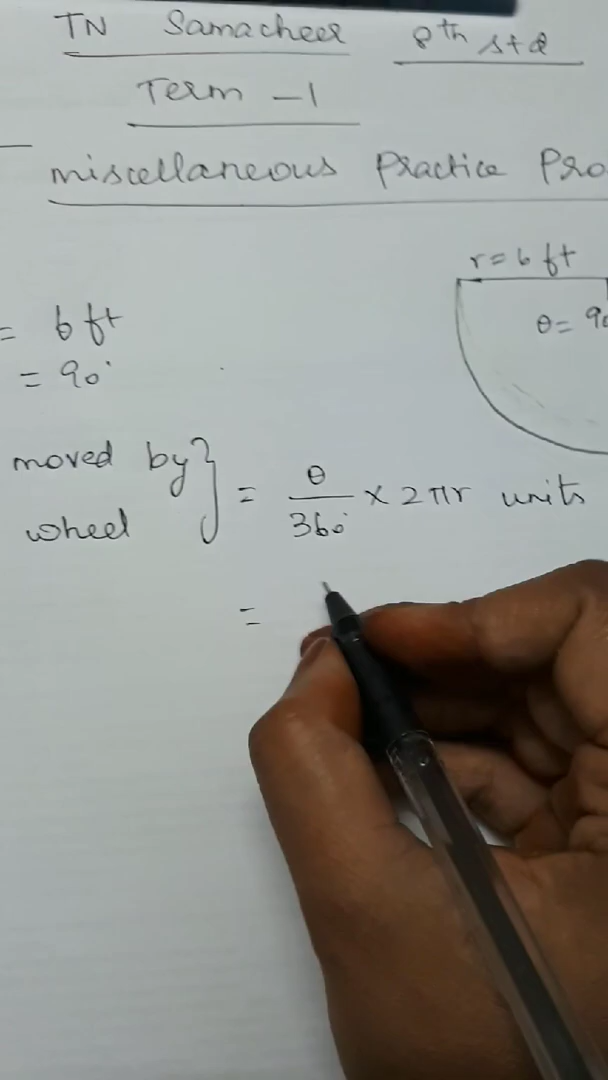 TN Samacheer 8th std
Term - 1
miscellaneous Practice Pro
r = 6 ft
θ = 90
= 6 ft
= 90°
moved by } = θ/360° × 2πr units
wheel
=